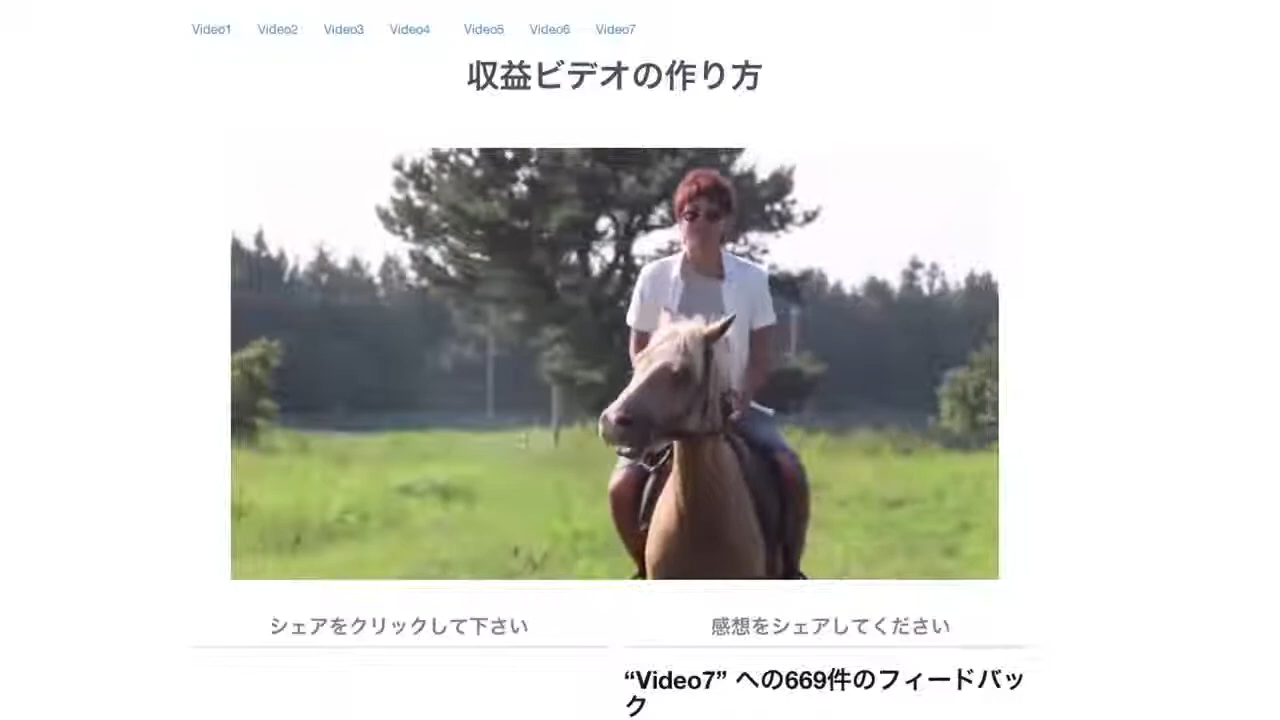 Video1 Video2 Video3 Video4 Video5 Video6 Video7
収益ビデオの作り方
シェアをクリックして下さい
感想をシェアしてください
“Video7” への669件のフィードバッ
ク